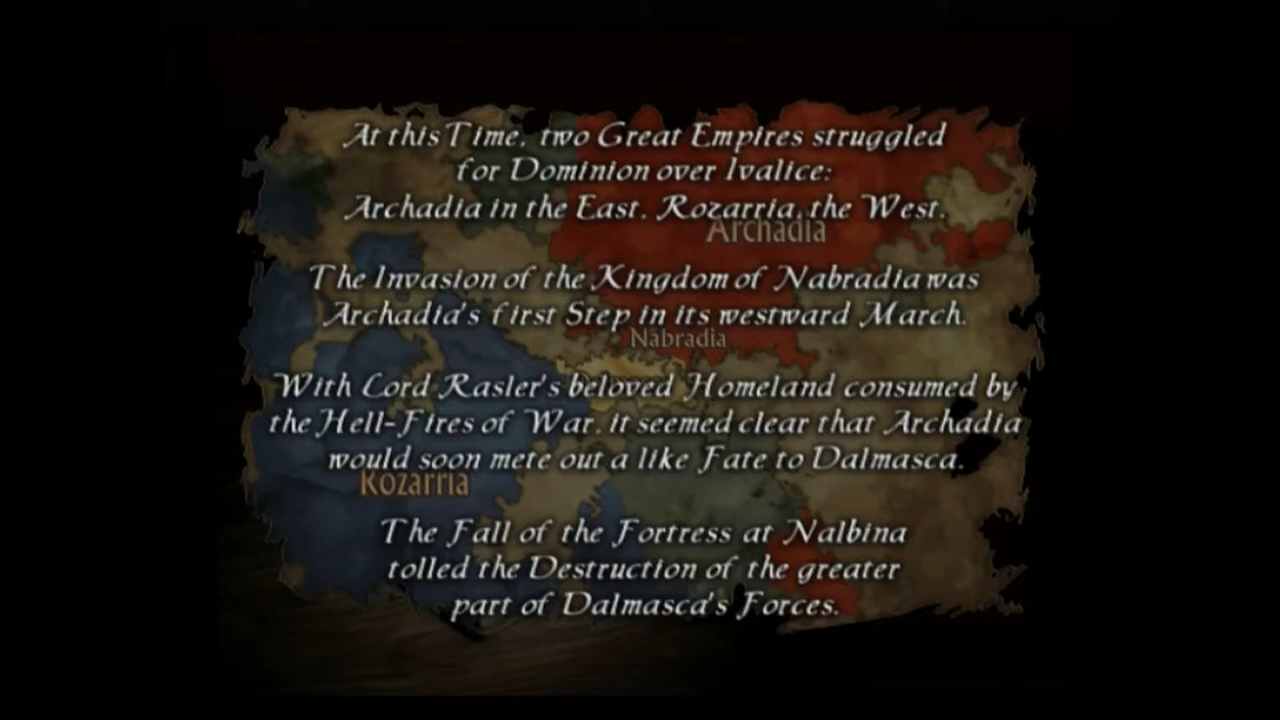 At this Time, two Great Empires struggled
for Dominion over Ivalice:
Archadia in the East, Rozarria, the West.
Archadia
The Invasion of the Kingdom of Nabradia was
Archadia's first Step in its westward March.
Nabradia
With Lord Rasler's beloved Homeland consumed by
the Hell-Fires of War, it seemed clear that Archadia
would soon mete out a like Fate to Dalmasca.
Rozarria
The Fall of the Fortress at Nalbina
tolled the Destruction of the greater
part of Dalmasca's Forces.